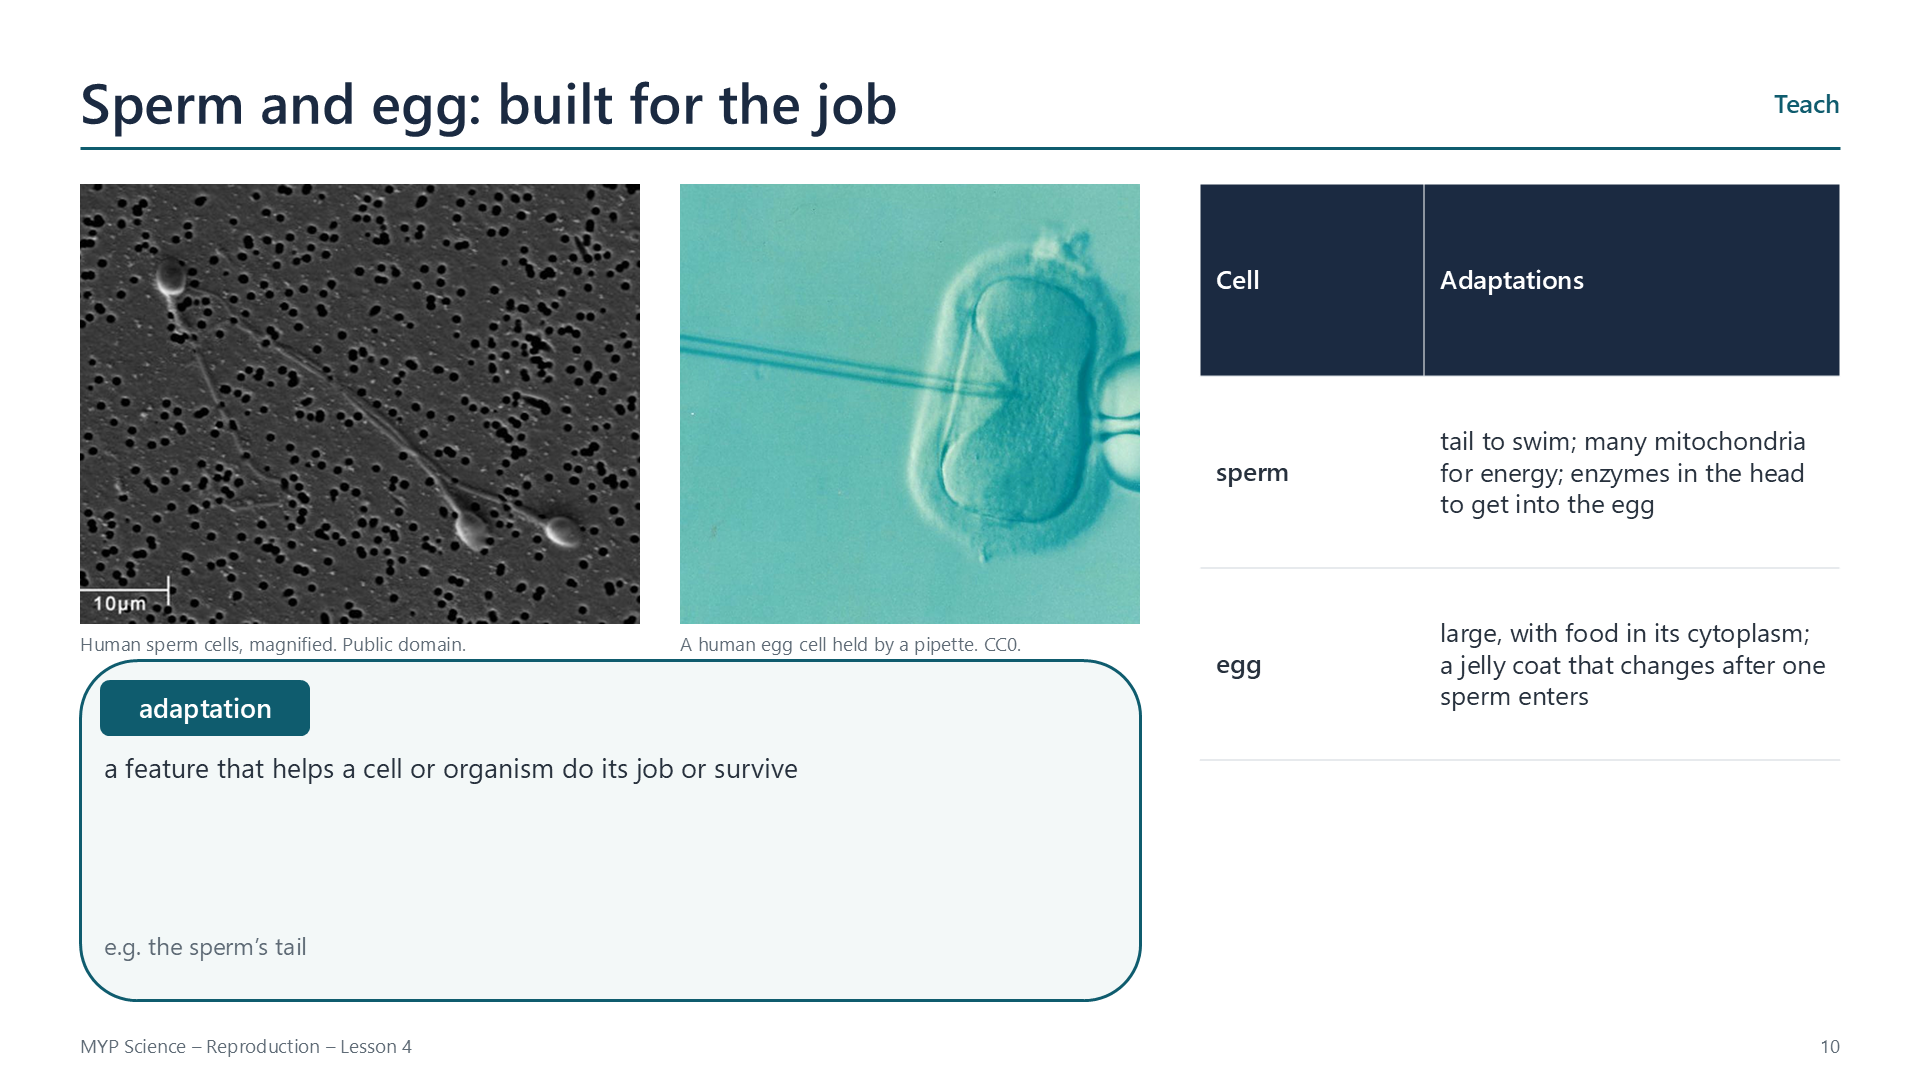 Sperm and egg: built for the job
Teach
10µm
Human sperm cells, magnified. Public domain.
A human egg cell held by a pipette. CC0.
adaptation
a feature that helps a cell or organism do its job or survive
e.g. the sperm’s tail
Cell
Adaptations
sperm
tail to swim; many mitochondria
for energy; enzymes in the head
to get into the egg
egg
large, with food in its cytoplasm;
a jelly coat that changes after one
sperm enters
MYP Science – Reproduction – Lesson 4
10